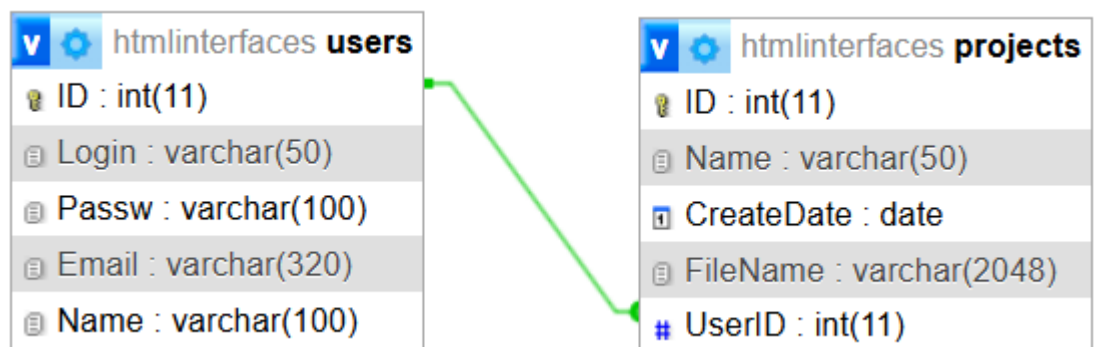 v htmlinterfaces users
ID : int(11)
Login : varchar(50)
Passw : varchar(100)
Email : varchar(320)
Name : varchar(100)
v htmlinterfaces projects
ID : int(11)
Name : varchar(50)
1 CreateDate : date
FileName : varchar(2048)
# UserID : int(11)